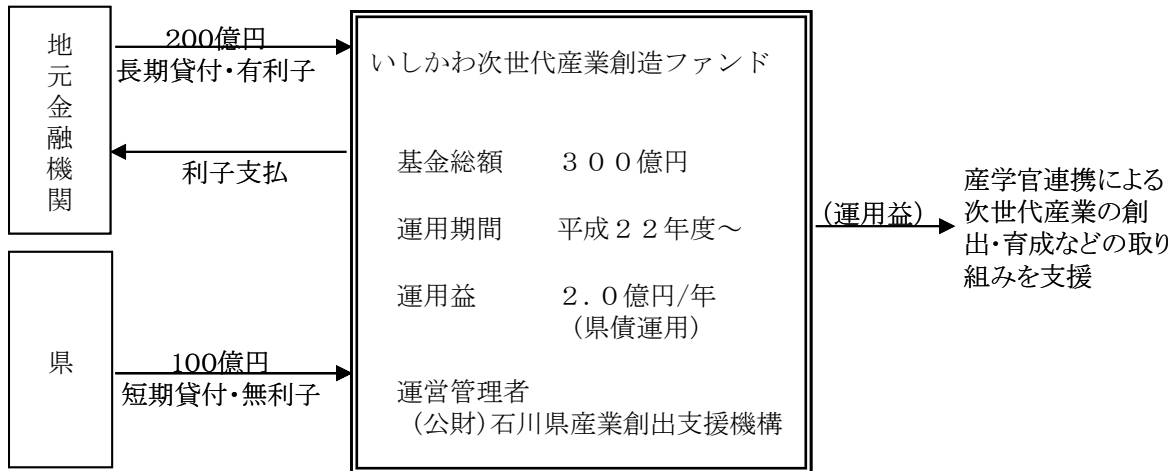 地元金融機関
200億円
長期貸付・有利子
利子支払
県
100億円
短期貸付・無利子
いしかわ次世代産業創造ファンド
基金総額　３００億円
運用期間　平成２２年度～
運用益　２.０億円/年
（県債運用）
運営管理者
（公財）石川県産業創出支援機構
（運用益）
産学官連携による
次世代産業の創
出・育成などの取り
組みを支援